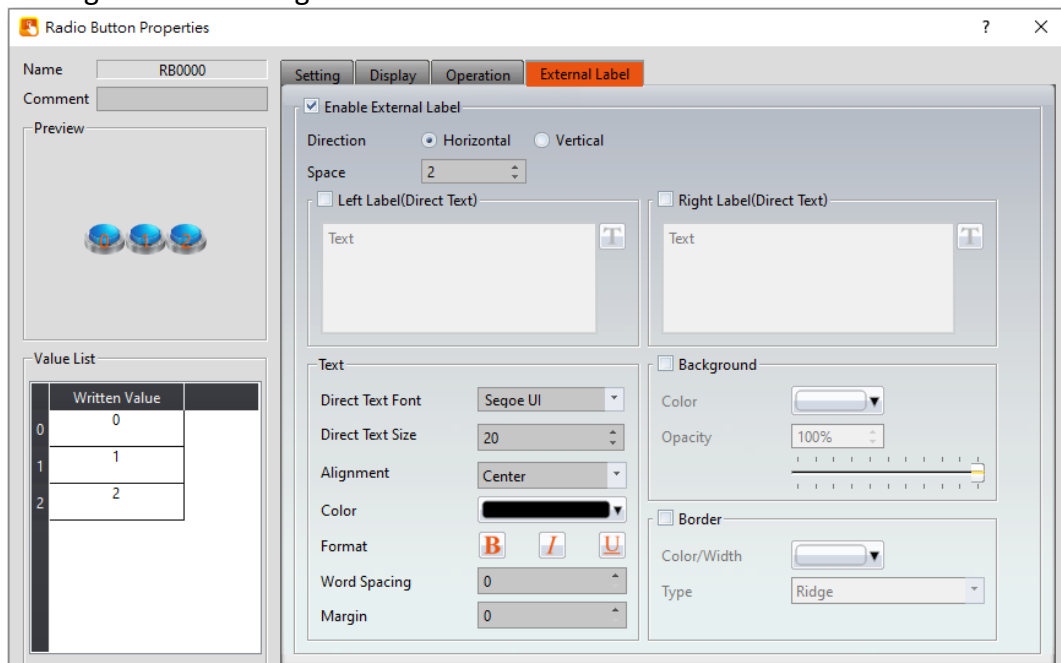 Radio Button Properties ? ×
Name RB0000
Comment
Preview
0 1 2
Value List
Written Value
0 0
1 1
2 2
Setting Display Operation External Label
Enable External Label
Direction Horizontal Vertical
Space 2
Left Label(Direct Text)
Text T
Right Label(Direct Text)
Text T
Text
Direct Text Font Segoe UI
Direct Text Size 20
Alignment Center
Color
Format B I U
Word Spacing 0
Margin 0
Background
Color
Opacity 100%
Border
Color/Width
Type Ridge